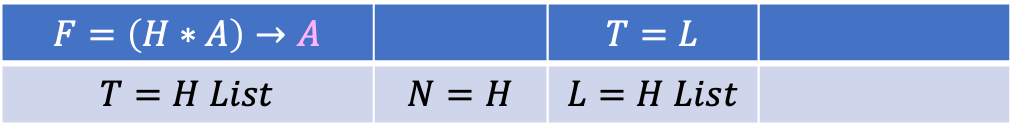 F = (H * A) → A T = L
T = H List N = H L = H List